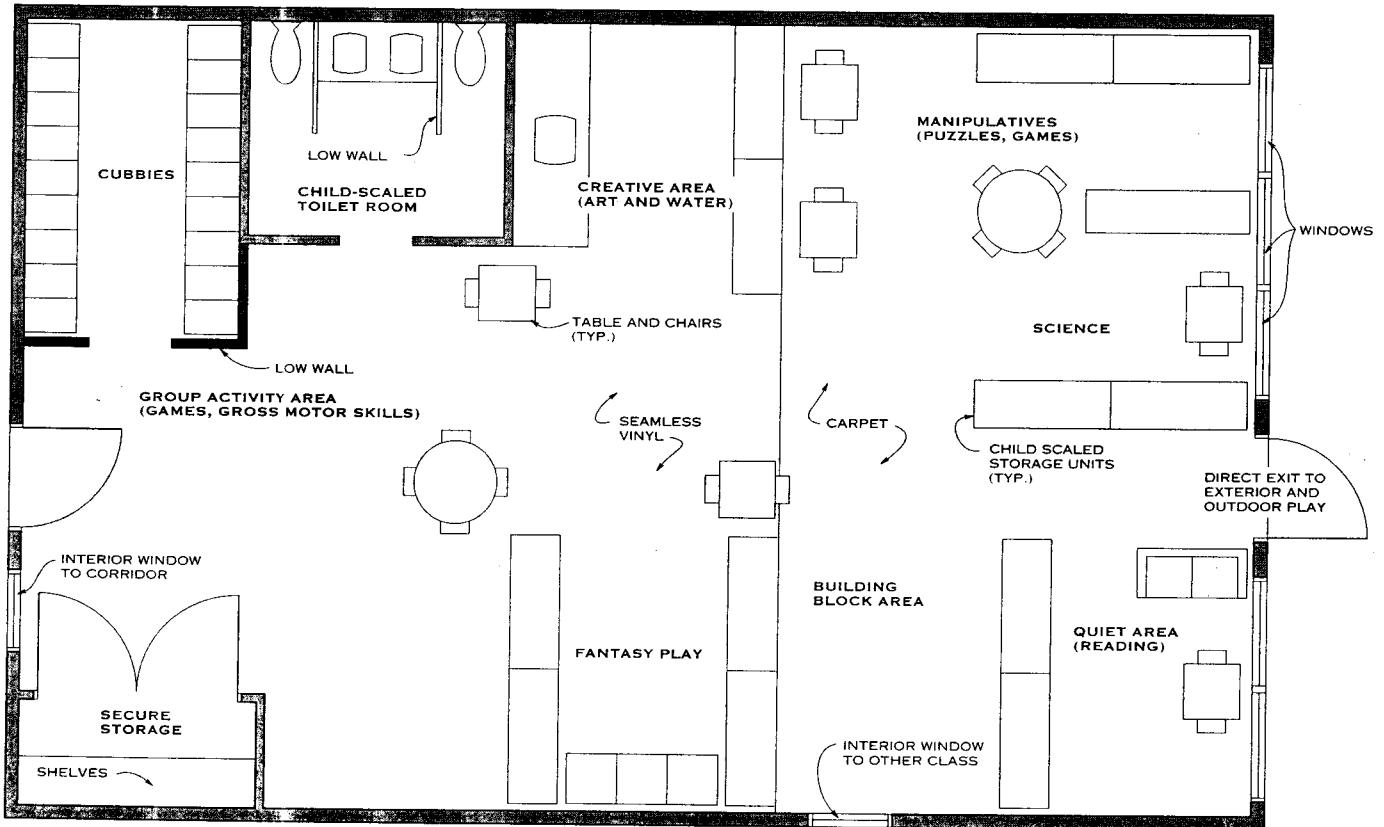 CUBBIES
LOW WALL
CHILD-SCALED
TOILET ROOM
CREATIVE AREA
(ART AND WATER)
MANIPULATIVES
(PUZZLES, GAMES)
WINDOWS
TABLE AND CHAIRS
(TYP.)
SCIENCE
LOW WALL
GROUP ACTIVITY AREA
(GAMES, GROSS MOTOR SKILLS)
SEAMLESS
VINYL
CARPET
CHILD SCALED
STORAGE UNITS
(TYP.)
DIRECT EXIT TO
EXTERIOR AND
OUTDOOR PLAY
INTERIOR WINDOW
TO CORRIDOR
BUILDING
BLOCK AREA
QUIET AREA
(READING)
FANTASY PLAY
SECURE
STORAGE
SHELVES
INTERIOR WINDOW
TO OTHER CLASS